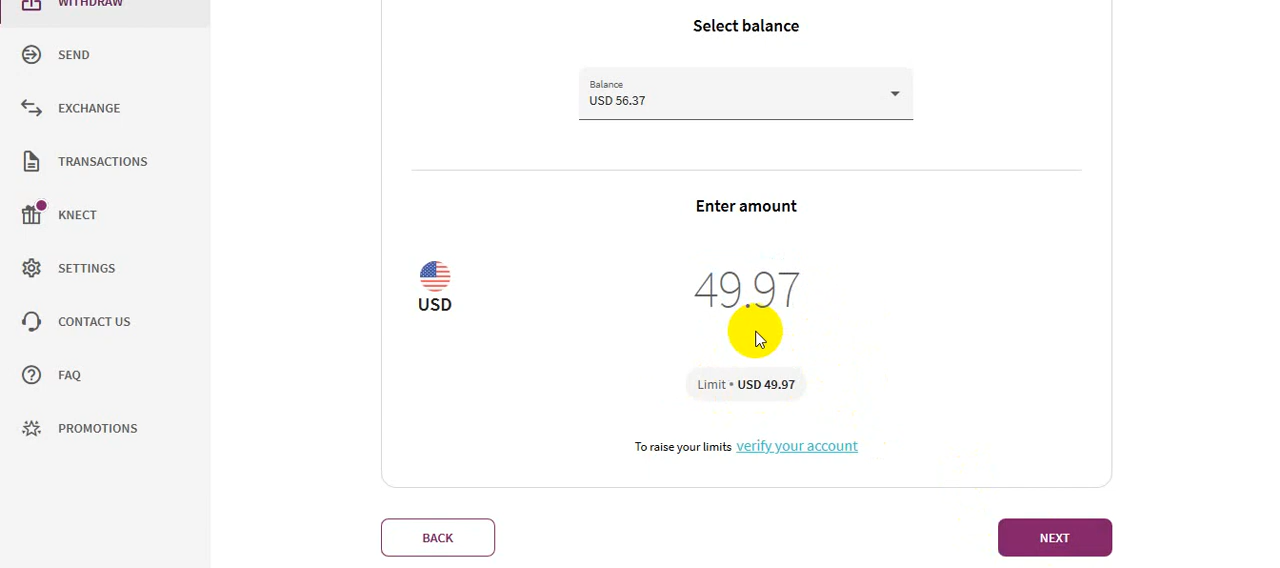 WITHDRAW
SEND
EXCHANGE
TRANSACTIONS
KNECT
SETTINGS
CONTACT US
FAQ
PROMOTIONS
Select balance
Balance
USD 56.37
Enter amount
USD
49.97
Limit • USD 49.97
To raise your limits verify your account
BACK
NEXT